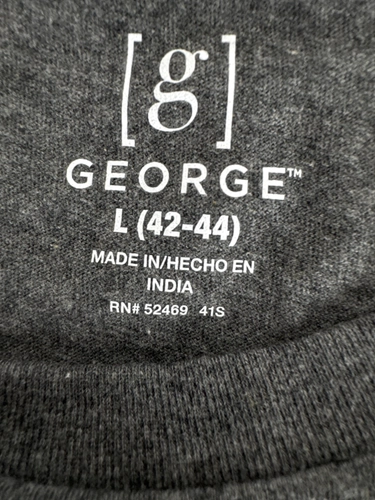 [g]
GEORGE™
L (42-44)
MADE IN/HECHO EN
INDIA
RN# 52469 41S